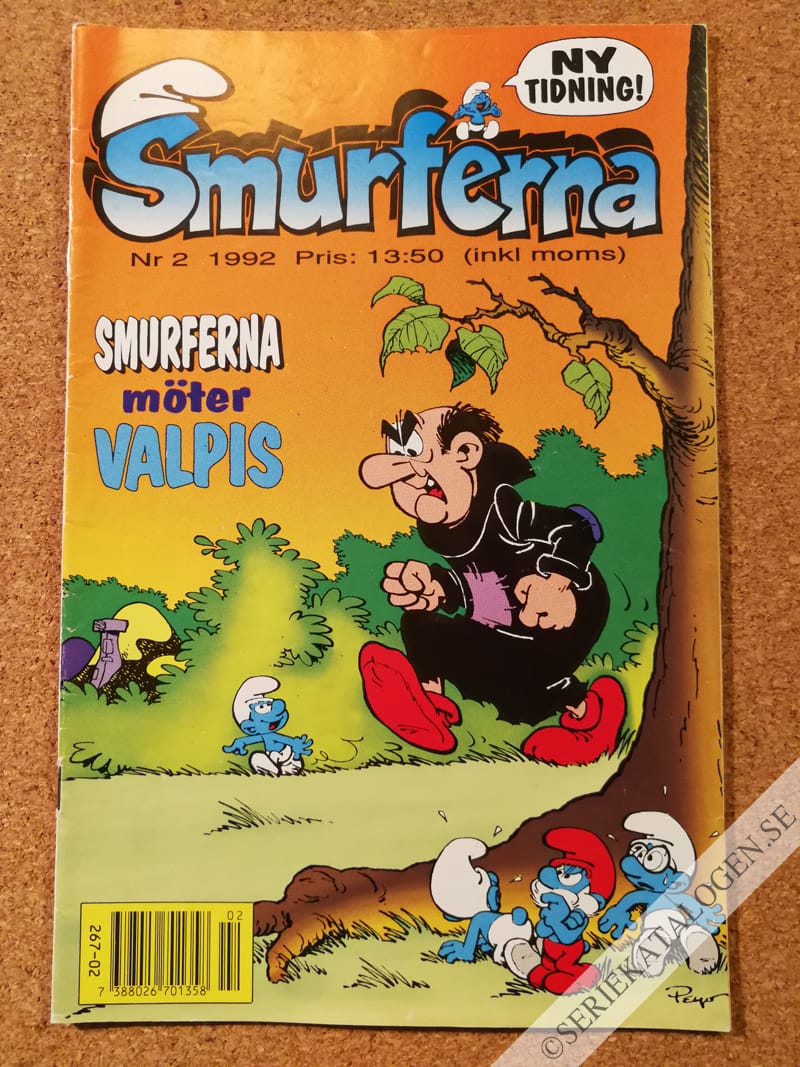 NY
TIDNING!
Smurferna
Nr 2 1992 Pris: 13:50 (inkl moms)
SMURFERNA
möter
VALPIS
02
267-02
7 388026 701358
Peyo
©SERIEKATALOGEN.SE